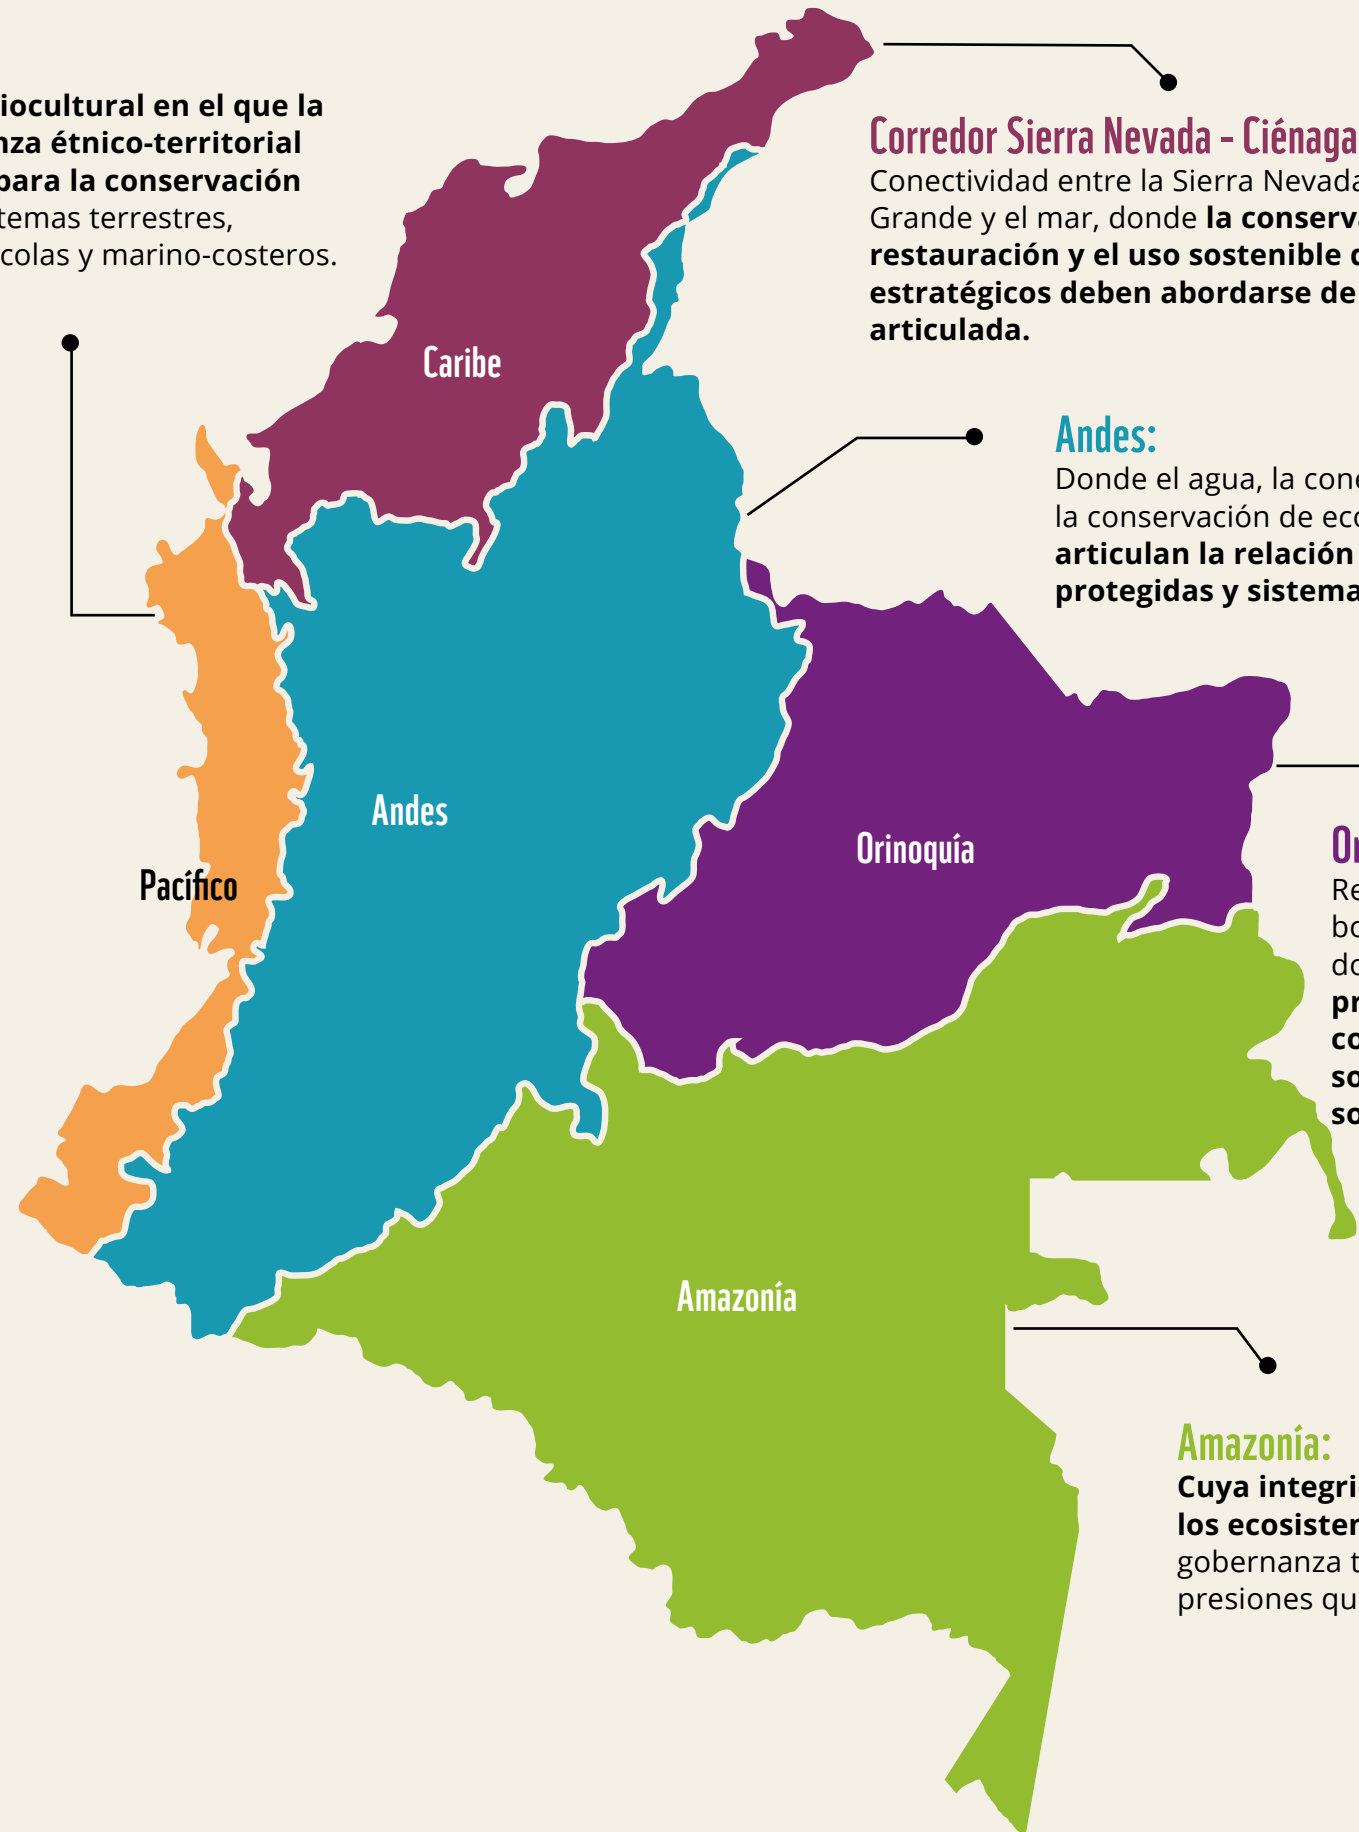 iocultural en el que la
nza étnico-territorial
para la conservación
temas terrestres,
colas y marino-costeros.
Corredor Sierra Nevada - Ciénaga
Conectividad entre la Sierra Nevada
Grande y el mar, donde la conserva
restauración y el uso sostenible d
estratégicos deben abordarse de
articulada.
Caribe
Andes:
Donde el agua, la cone
la conservación de eco
articulan la relación
protegidas y sistema
Andes
Orinoquía
Pacífico
Or
Re
bo
do
pr
co
so
so
Amazonía
Amazonía:
Cuya integri
los ecosister
gobernanza t
presiones qu